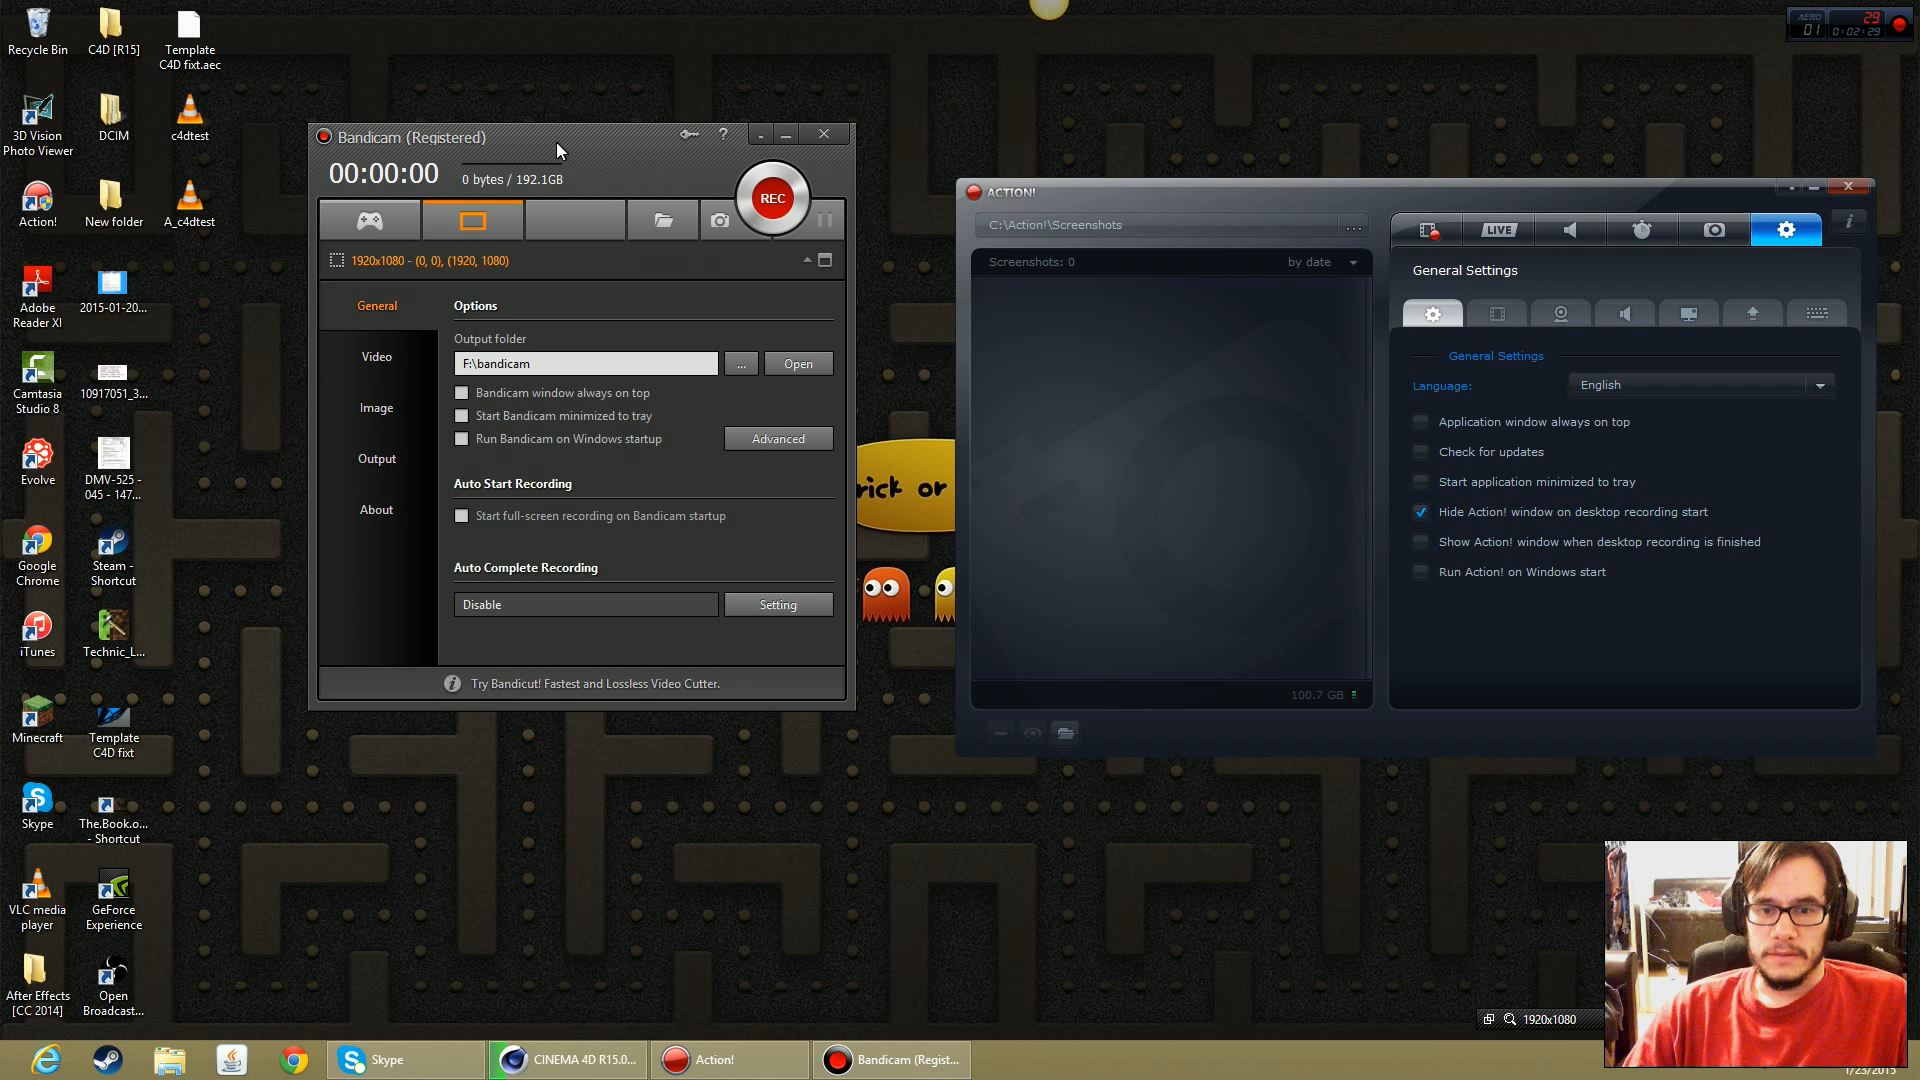 Recycle Bin
C4D [R15]
Template
C4D fixt.aec
3D Vision
Photo Viewer
DCIM
c4dtest
Action!
New folder
A_c4dtest
Adobe
Reader XI
2015-01-20...
Camtasia
Studio 8
10917051_3...
Evolve
DMV-525
- 045 - 147...
Google
Chrome
Steam -
Shortcut
iTunes
Technic_L...
Minecraft
Template
C4D fixt
Skype
The.Book.o...
- Shortcut
VLC media
player
GeForce
Experience
After Effects
[CC 2014]
Open
Broadcast...
Bandicam (Registered)
?
00:00:00
0 bytes / 192.1GB
REC
1920x1080 - (0, 0), (1920, 1080)
General
Video
Image
Output
About
Options
Output folder
F:\bandicam
...
Open
Bandicam window always on top
Start Bandicam minimized to tray
Run Bandicam on Windows startup
Advanced
Auto Start Recording
Start full-screen recording on Bandicam startup
Auto Complete Recording
Disable
Setting
Try Bandicut! Fastest and Lossless Video Cutter.
rick or
AERO
01
29
0:02:29
ACTION!
C:\Action!\Screenshots
...
LIVE
i
Screenshots: 0
by date
100.7 GB
General Settings
General Settings
Language:
English
Application window always on top
Check for updates
Start application minimized to tray
Hide Action! window on desktop recording start
Show Action! window when desktop recording is finished
Run Action! on Windows start
1920x1080
Skype
CINEMA 4D R15.0...
Action!
Bandicam (Regist...
1/23/2015